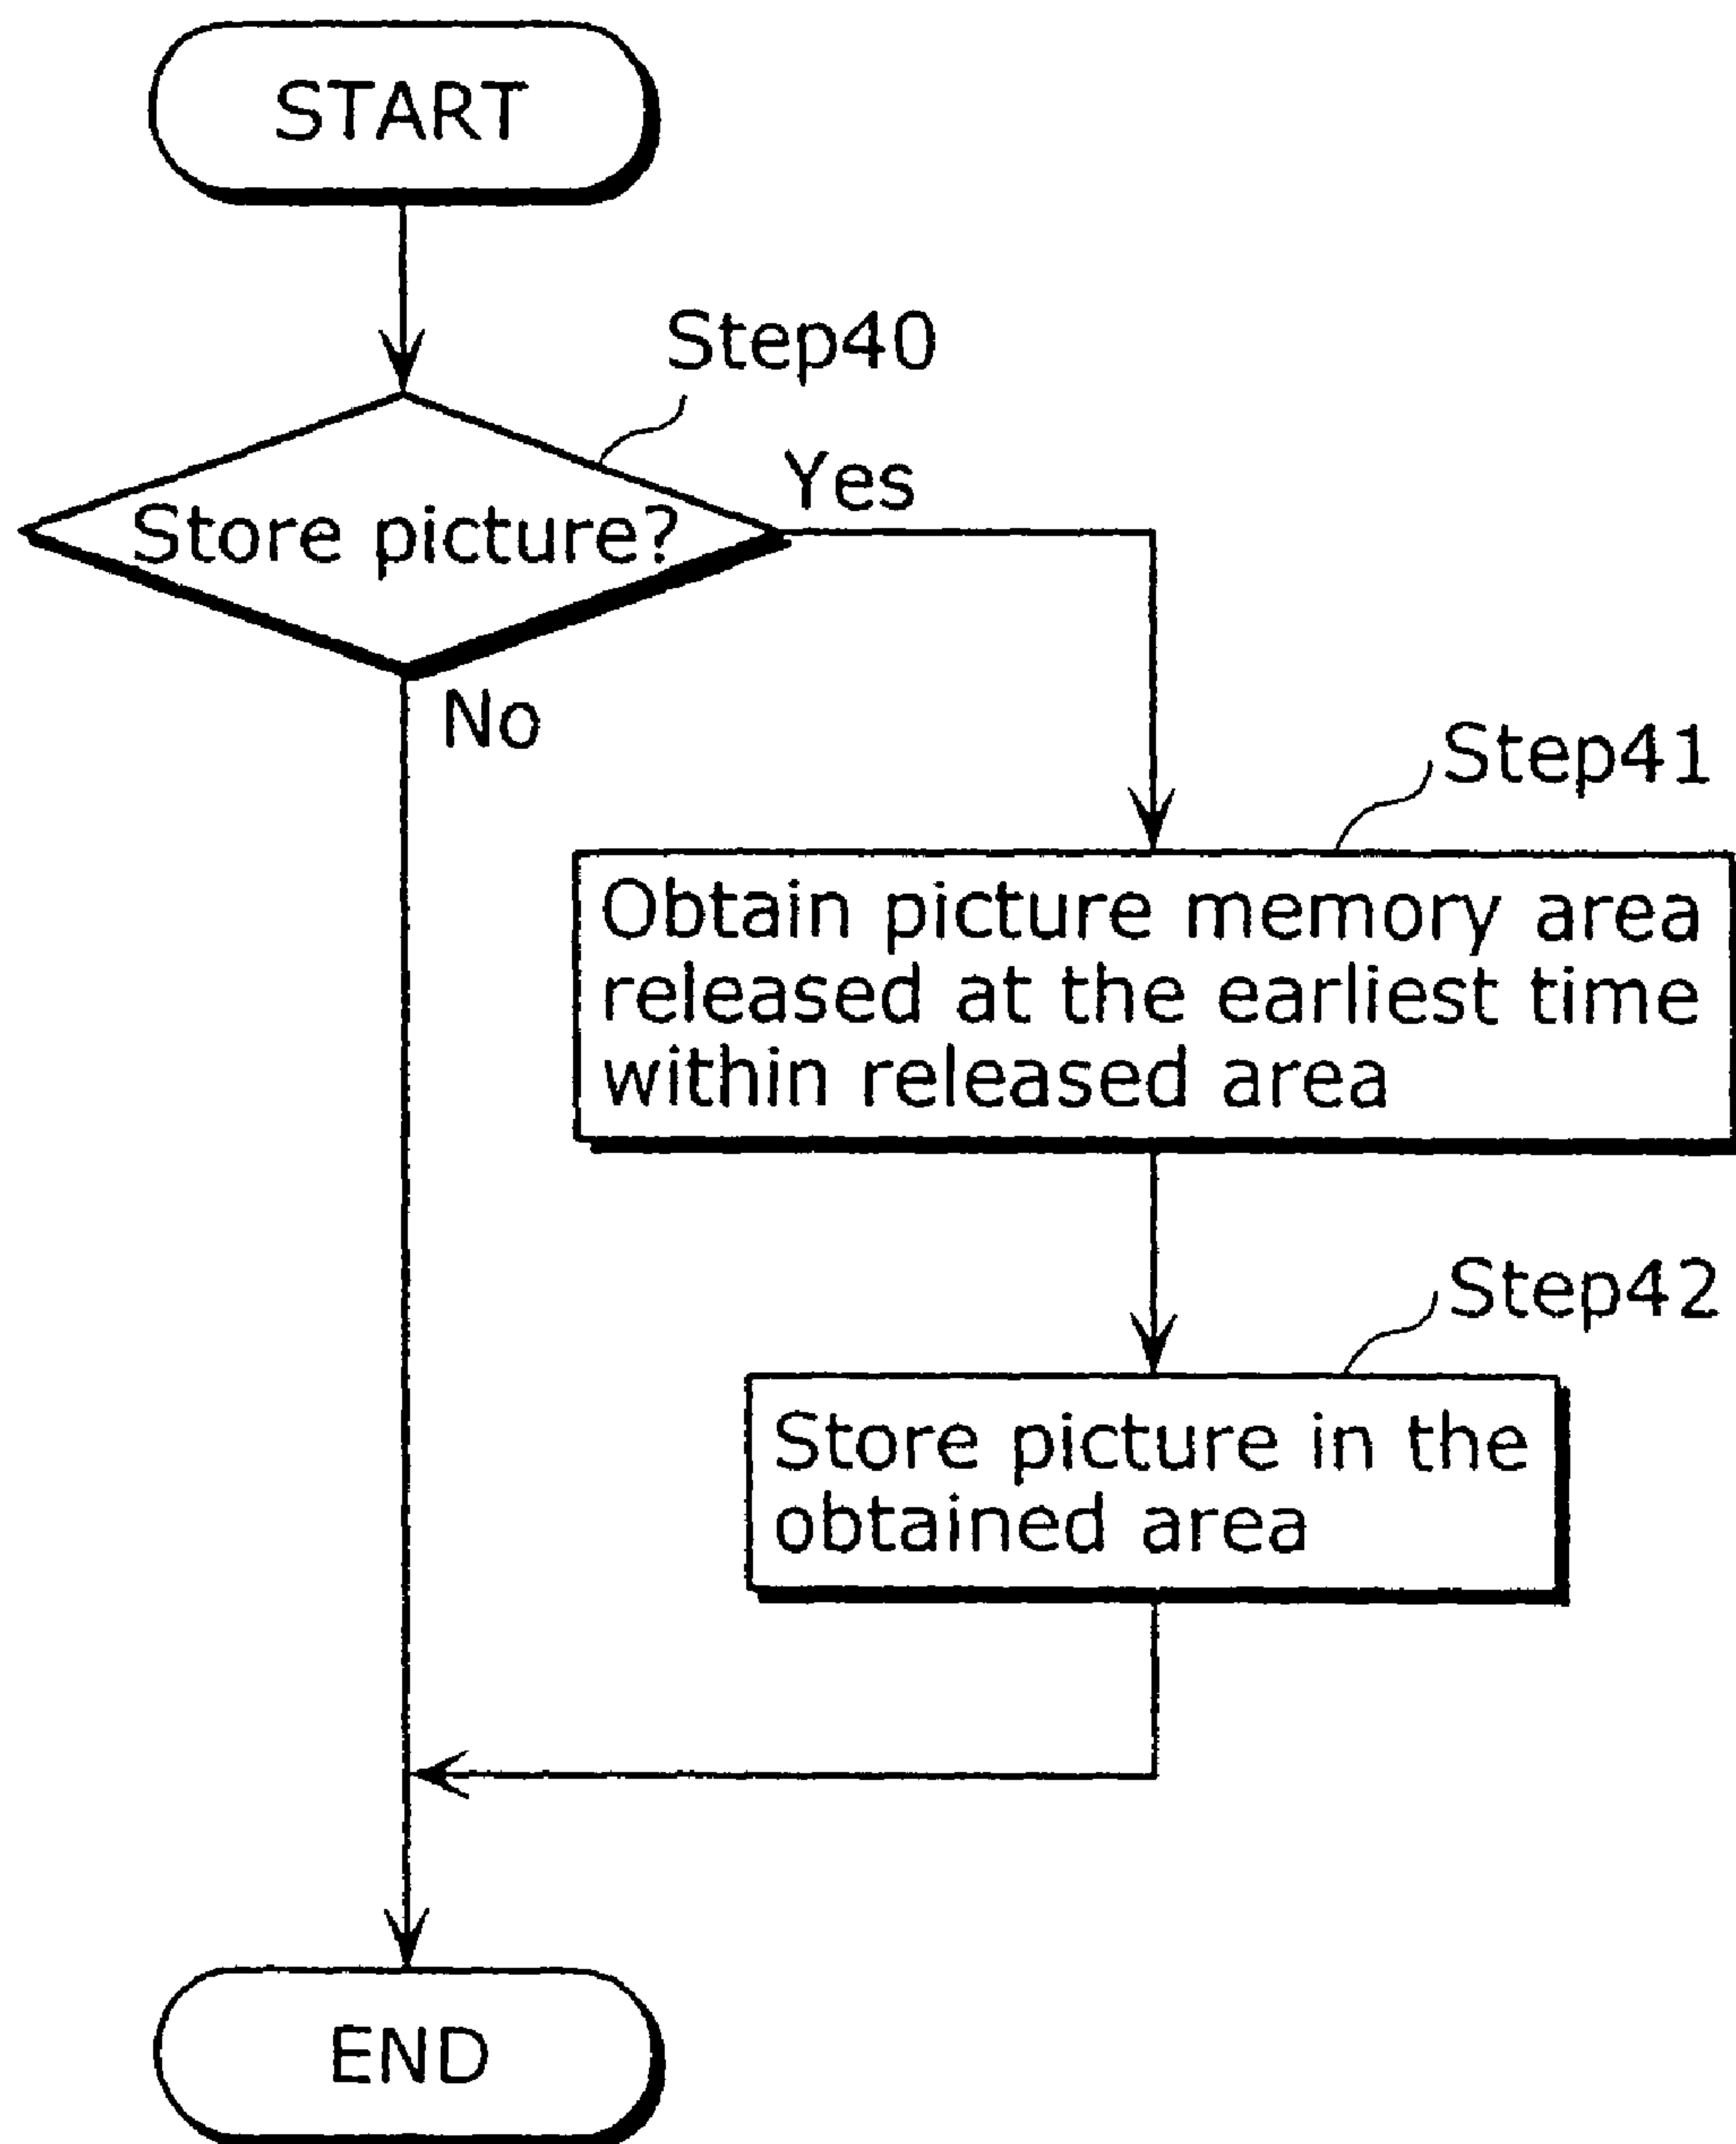 START
Step40
Store picture?
Yes
No
Step41
Obtain picture memory area
released at the earliest time
within released area
Step42
Store picture in the
obtained area
END